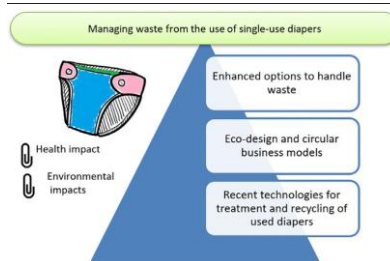 Managing waste from the use of single-use diapers
Health impact
Environmental
impacts
Enhanced options to handle
waste
Eco-design and circular
business models
Recent technologies for
treatment and recycling of
used diapers